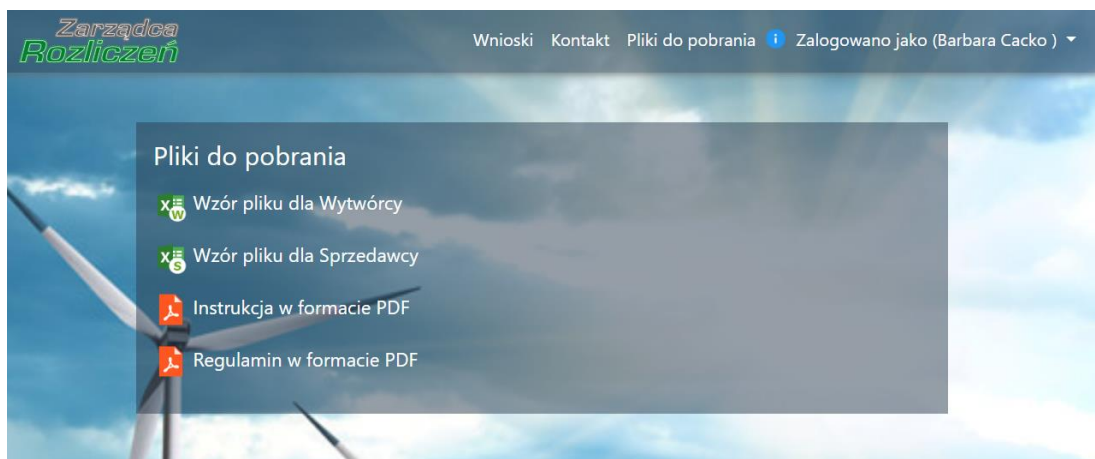 Zarządca
Rozliczeń
Wnioski Kontakt Pliki do pobrania i Zalogowano jako (Barbara Cacko )
Pliki do pobrania
Wzór pliku dla Wytwórcy
Wzór pliku dla Sprzedawcy
Instrukcja w formacie PDF
Regulamin w formacie PDF